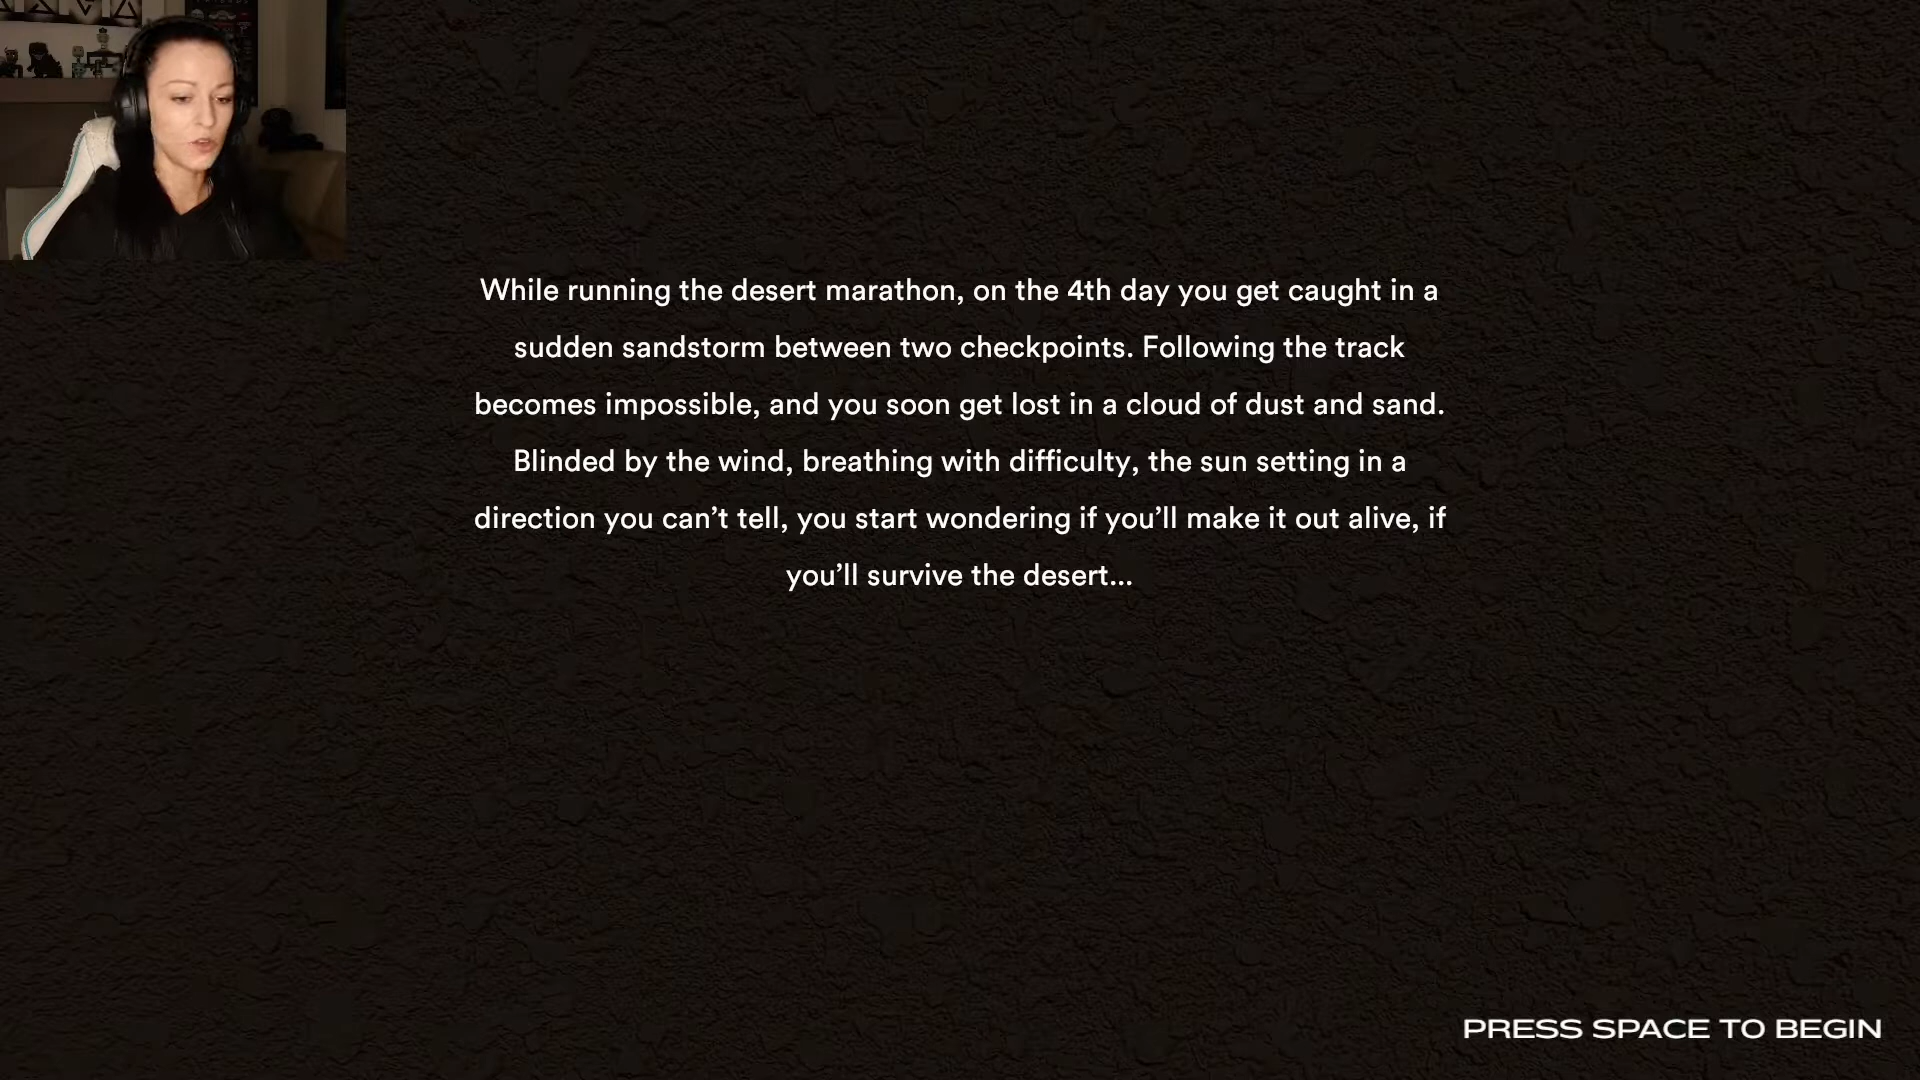 While running the desert marathon, on the 4th day you get caught in a
sudden sandstorm between two checkpoints. Following the track
becomes impossible, and you soon get lost in a cloud of dust and sand.
Blinded by the wind, breathing with difficulty, the sun setting in a
direction you can’t tell, you start wondering if you’ll make it out alive, if
you’ll survive the desert...
PRESS SPACE TO BEGIN